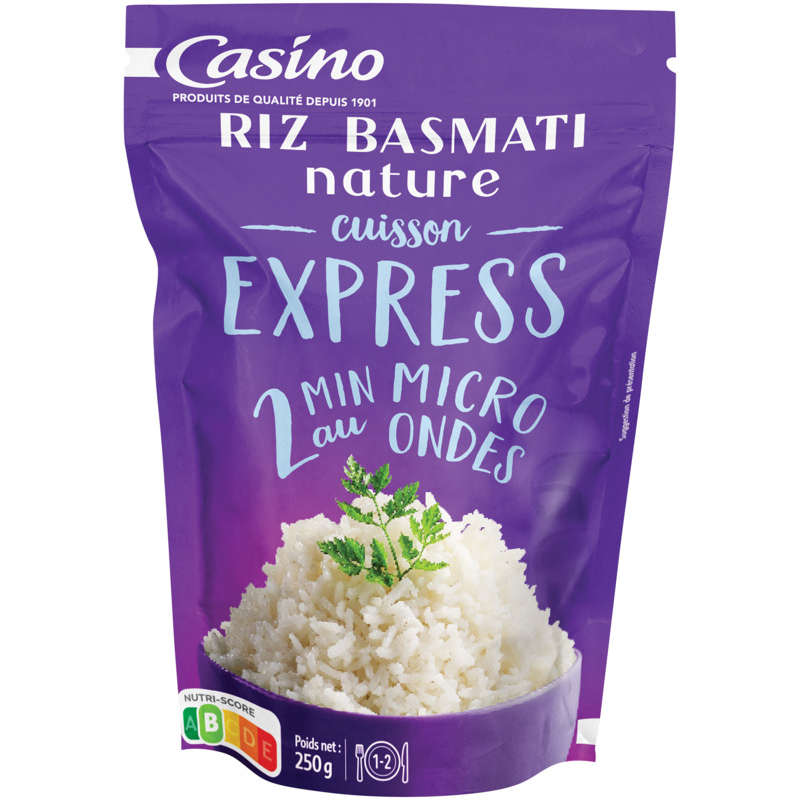 Casino
PRODUITS DE QUALITÉ DEPUIS 1901
RIZ BASMATI
nature
cuisson
EXPRESS
2 MIN au MICRO ONDES
Suggestion de présentation
NUTRI-SCORE
A B C D E
Poids net :
250 g
1-2